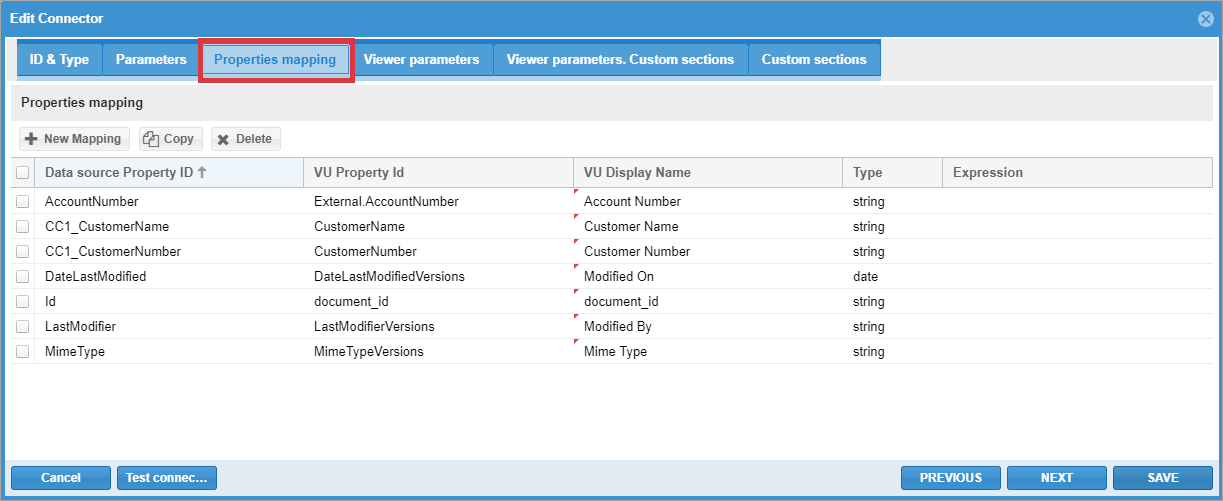 Edit Connector
ID & Type Parameters Properties mapping Viewer parameters Viewer parameters. Custom sections Custom sections
Properties mapping
New Mapping Copy Delete
Data source Property ID VU Property Id VU Display Name Type Expression
AccountNumber External.AccountNumber Account Number string
CC1_CustomerName CustomerName Customer Name string
CC1_CustomerNumber CustomerNumber Customer Number string
DateLastModified DateLastModifiedVersions Modified On date
Id document_id document_id string
LastModifier LastModifierVersions Modified By string
MimeType MimeTypeVersions Mime Type string
Cancel Test connec... PREVIOUS NEXT SAVE